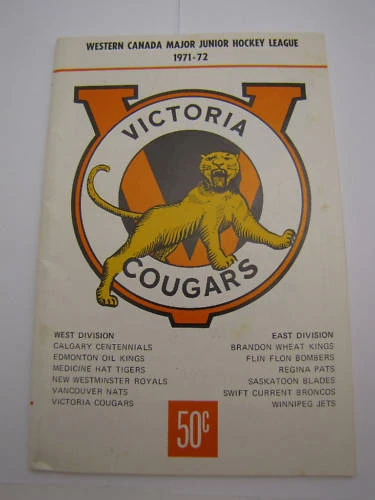 WESTERN CANADA MAJOR JUNIOR HOCKEY LEAGUE
1971-72
VICTORIA
COUGARS
WEST DIVISION
CALGARY CENTENNIALS
EDMONTON OIL KINGS
MEDICINE HAT TIGERS
NEW WESTMINSTER ROYALS
VANCOUVER NATS
VICTORIA COUGARS
EAST DIVISION
BRANDON WHEAT KINGS
FLIN FLON BOMBERS
REGINA PATS
SASKATOON BLADES
SWIFT CURRENT BRONCOS
WINNIPEG JETS
50¢